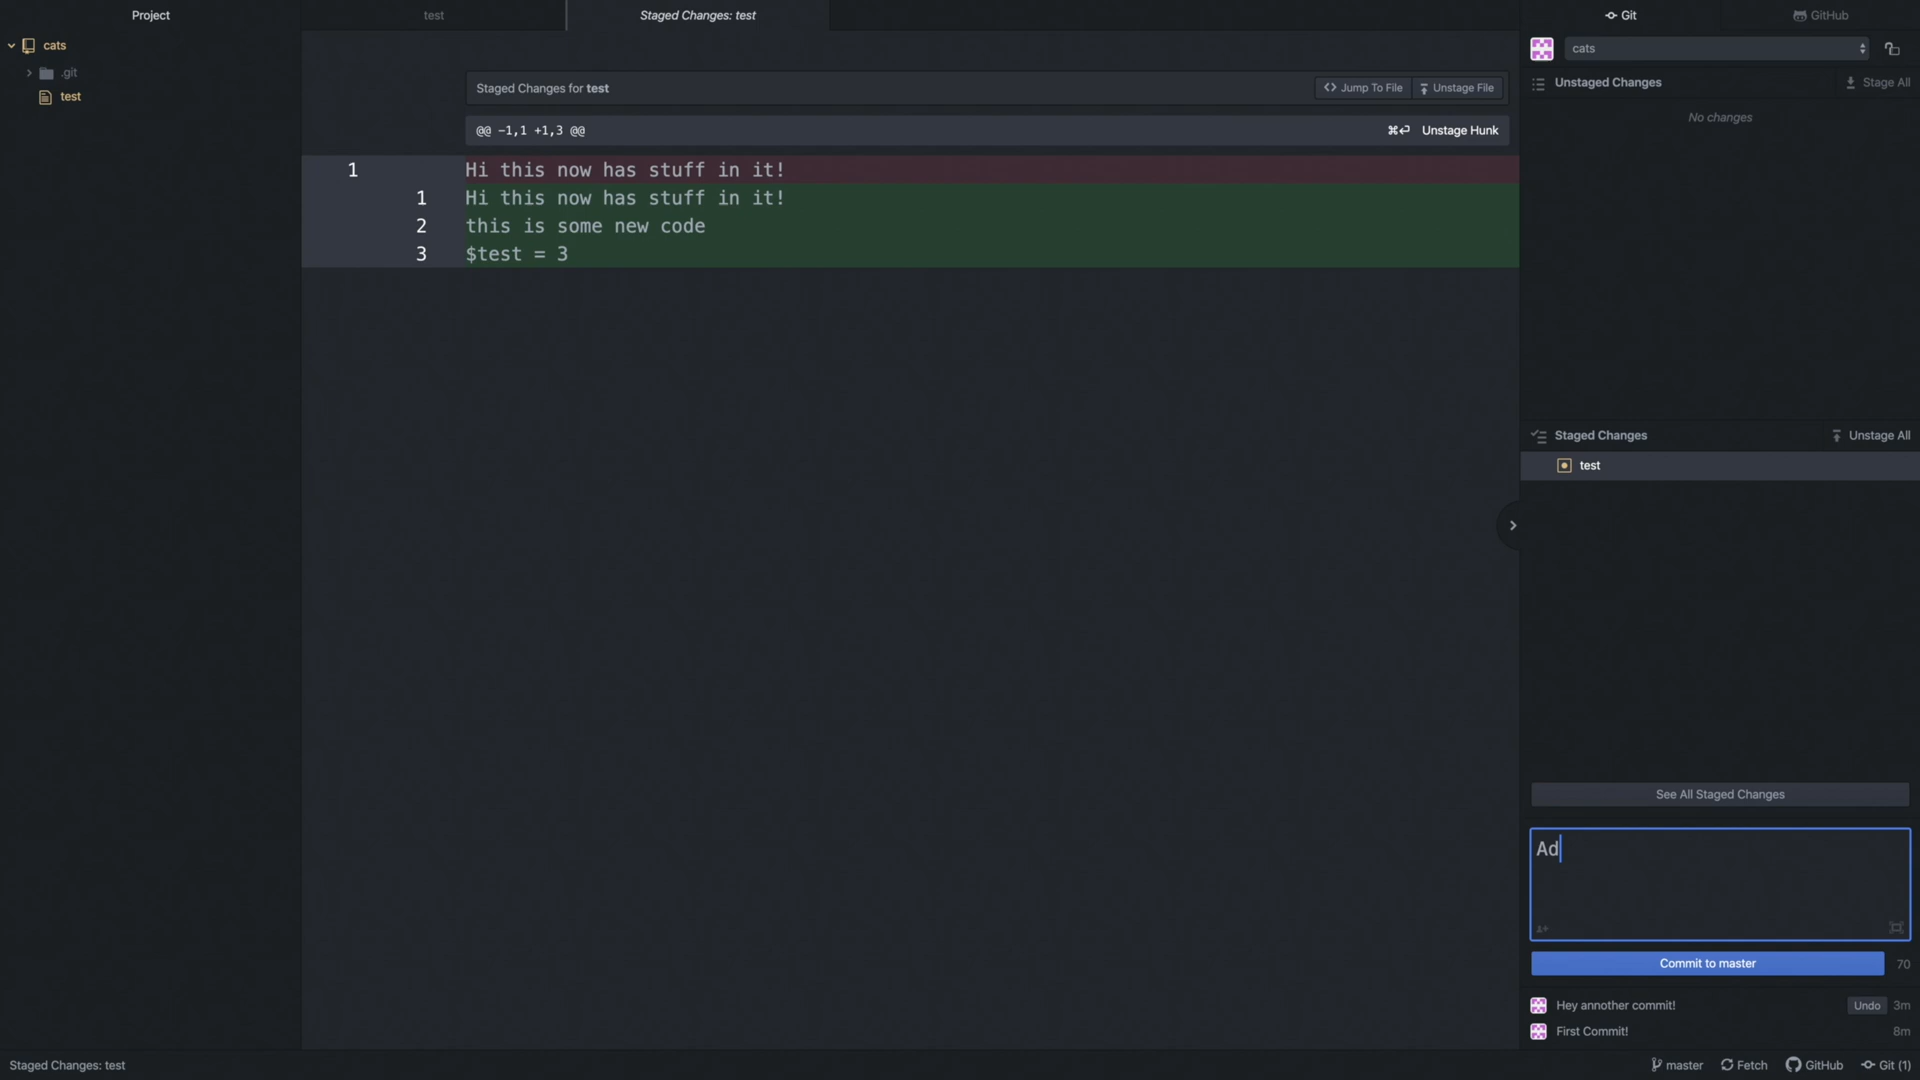 Project
test
Staged Changes: test
Git
GitHub
cats
.git
test
Staged Changes for test
Jump To File
Unstage File
@@ -1,1 +1,3 @@
⌘↩ Unstage Hunk
1 Hi this now has stuff in it!
1 Hi this now has stuff in it!
2 this is some new code
3 $test = 3
cats
Unstaged Changes
Stage All
No changes
Staged Changes
Unstage All
test
See All Staged Changes
Ad
Commit to master
70
Hey annother commit!
Undo
3m
First Commit!
8m
Staged Changes: test
master
Fetch
GitHub
Git (1)